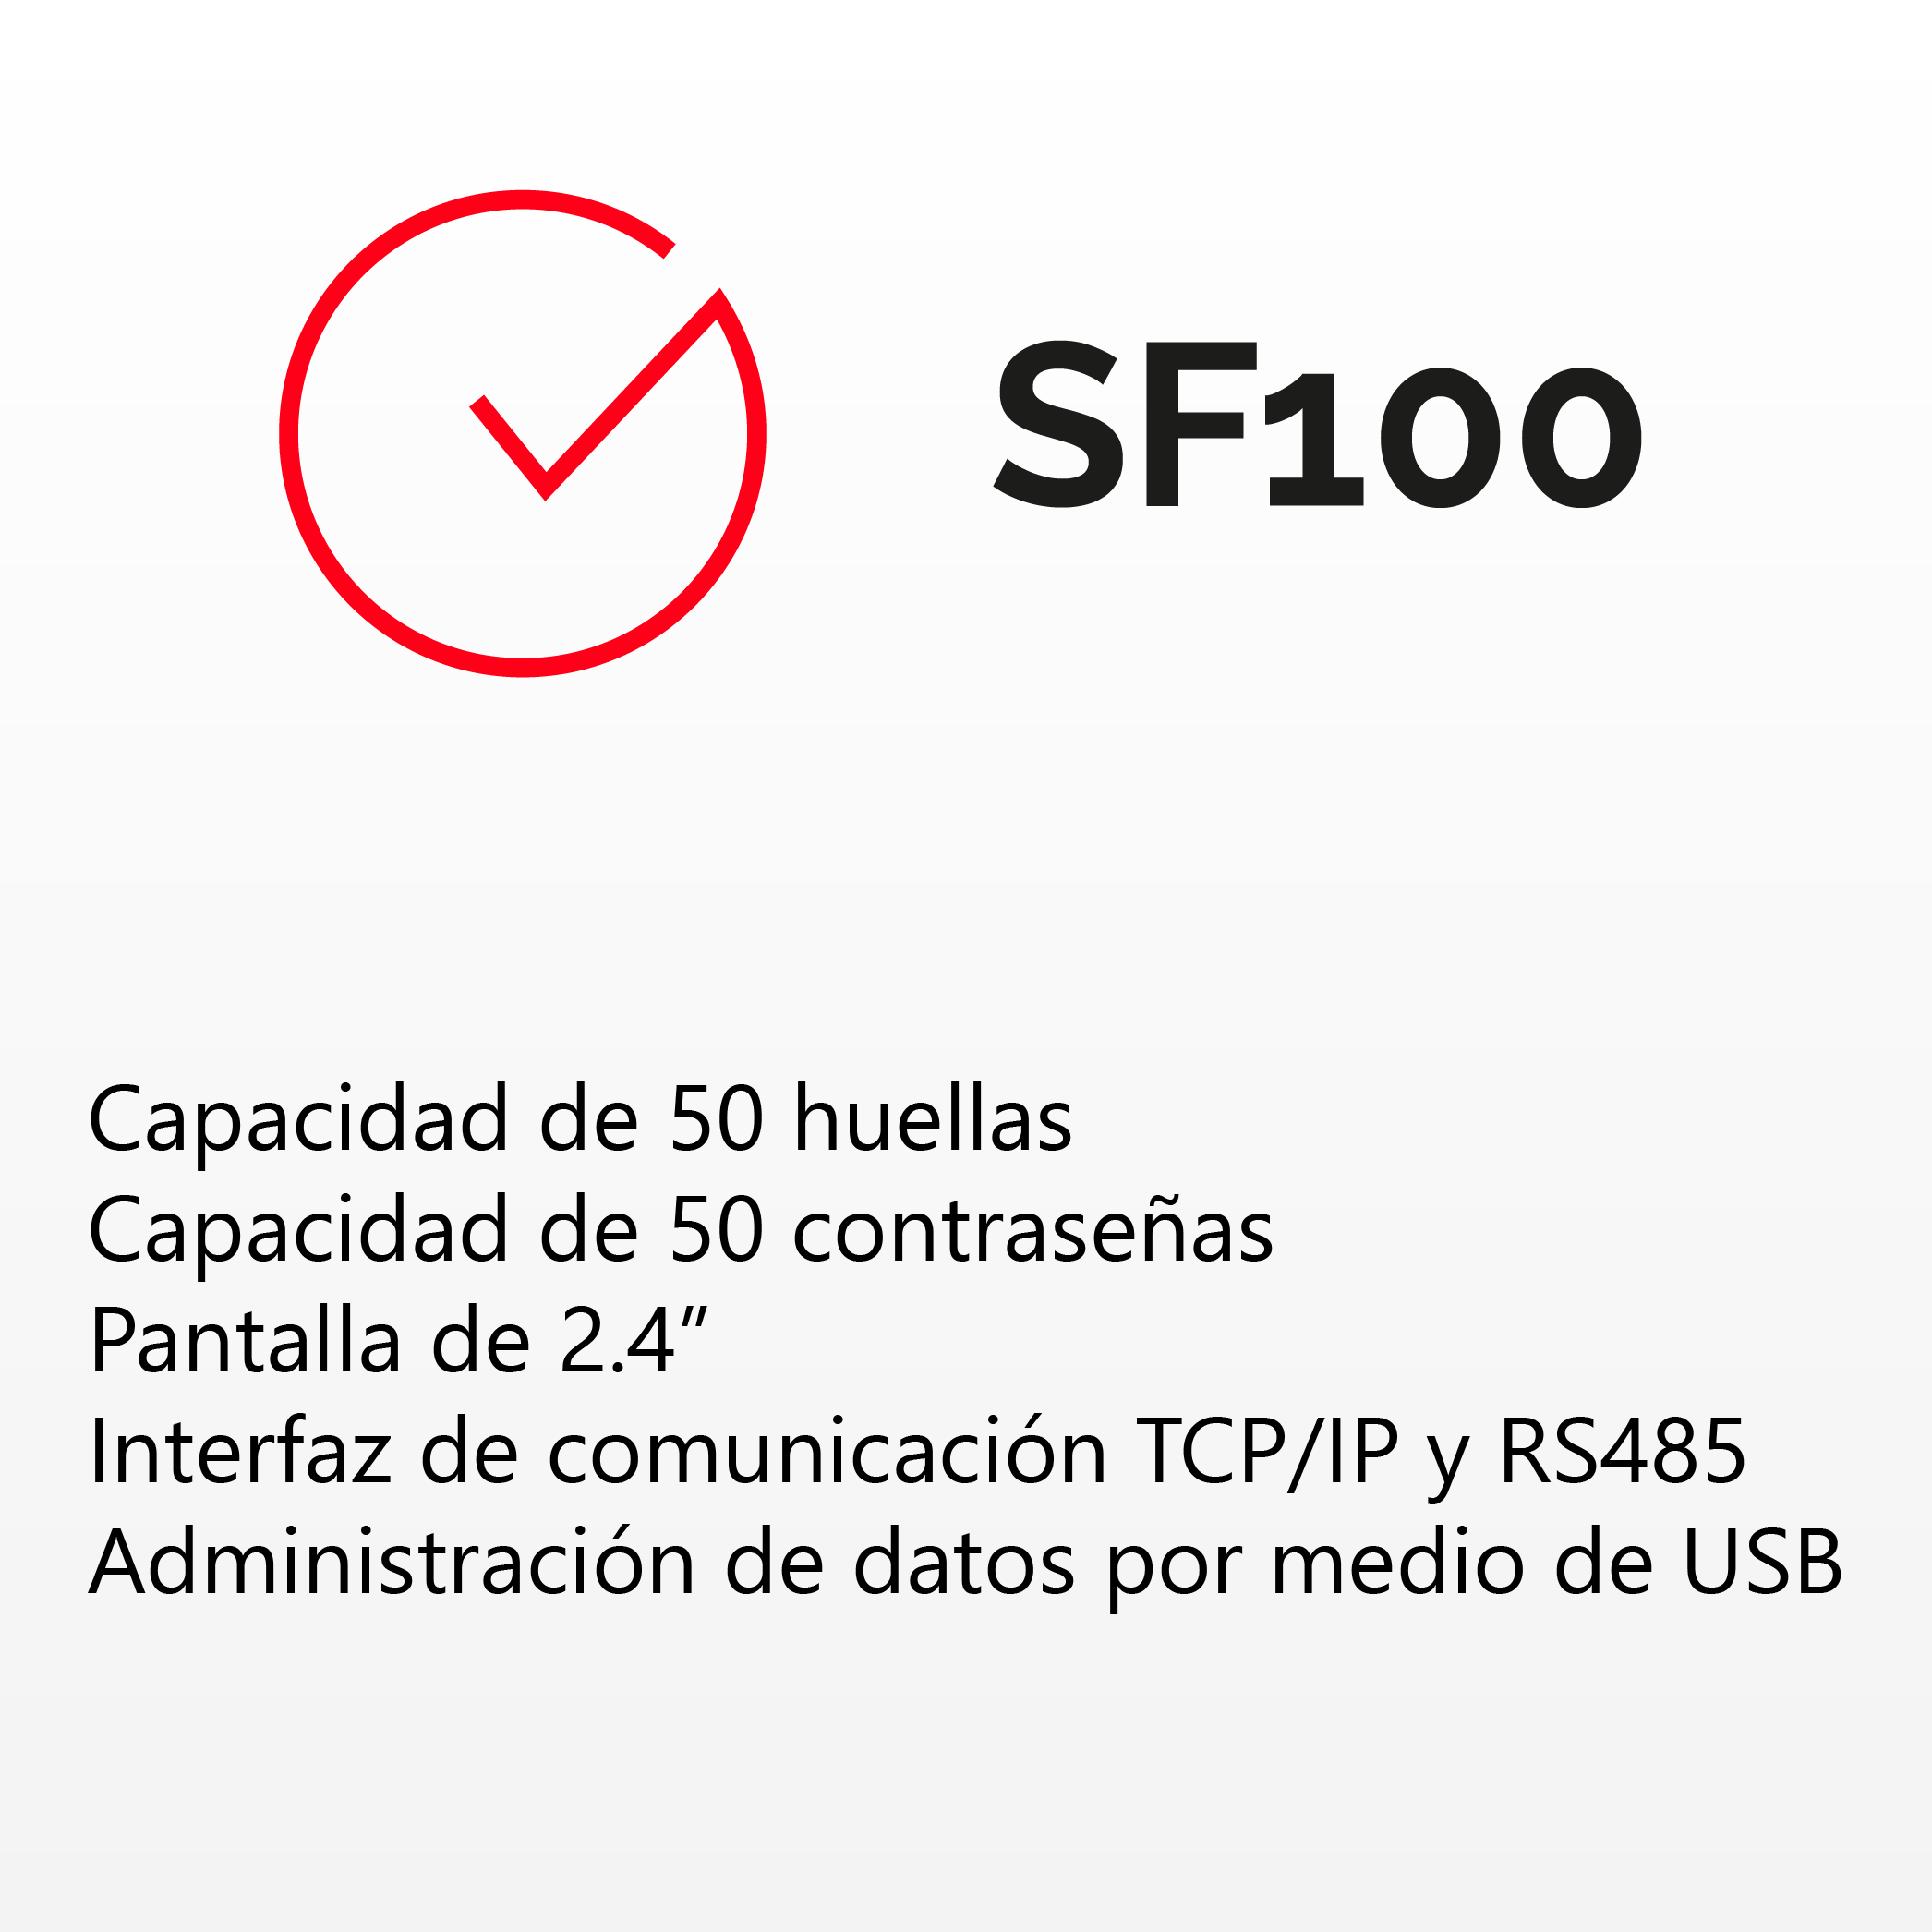 SF100
Capacidad de 50 huellas
Capacidad de 50 contraseñas
Pantalla de 2.4“
Interfaz de comunicación TCP/IP y RS485
Administración de datos por medio de USB